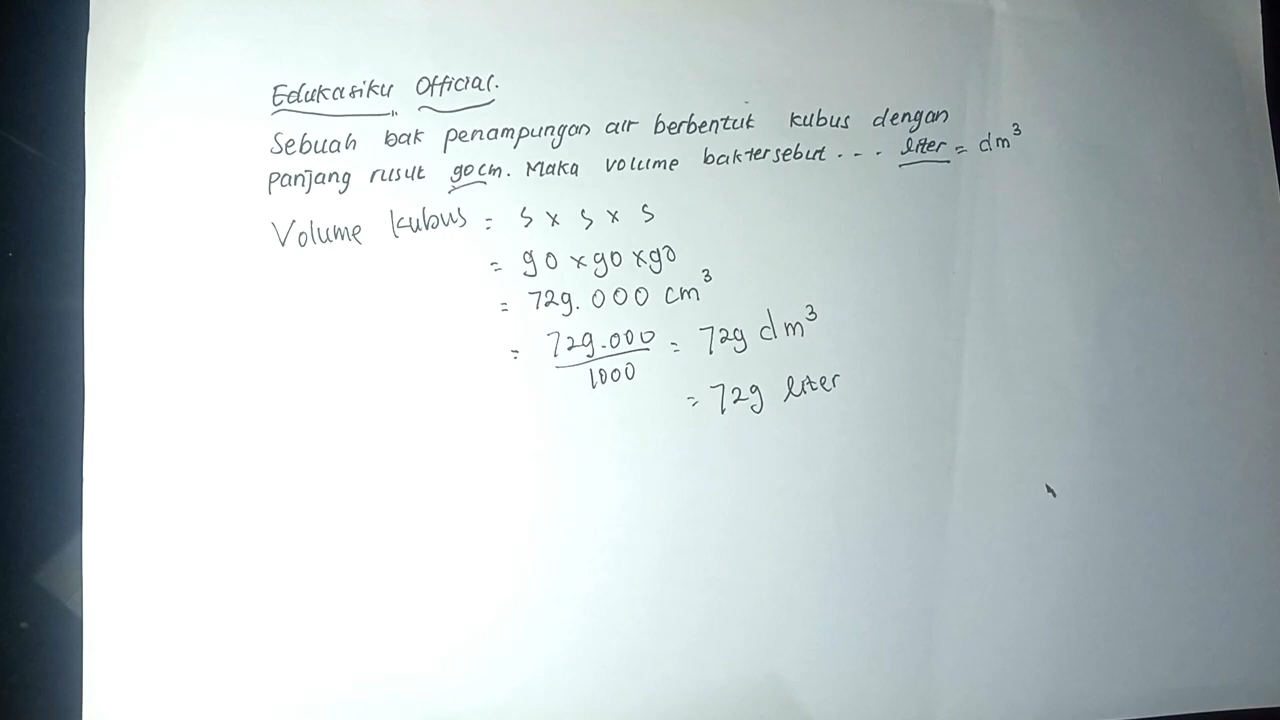 Edukasiku Official.
Sebuah bak penampungan air berbentuk kubus dengan
panjang rusuk 90cm. Maka volume bak tersebut . . . liter = dm³
Volume kubus = s x s x s
= 90 x 90 x 90
= 729.000 cm³
= 729.000 / 1000 = 729 dm³
= 729 liter